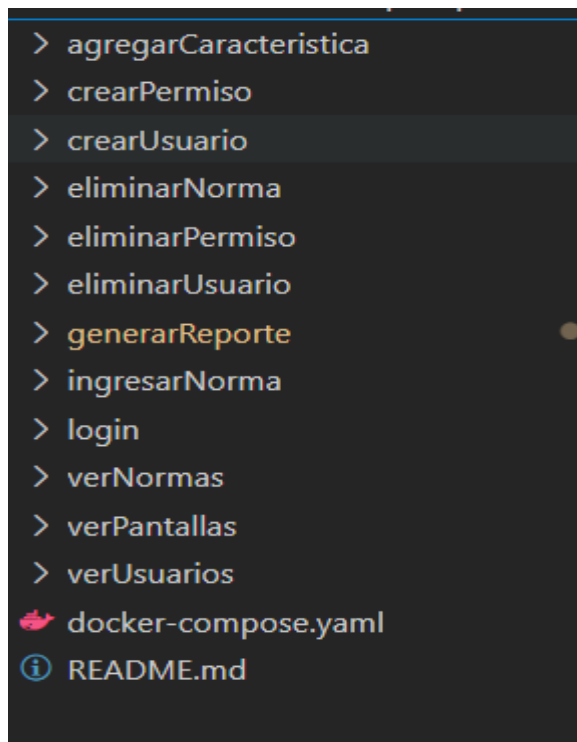 agregarCaracteristica
crearPermiso
crearUsuario
eliminarNorma
eliminarPermiso
eliminarUsuario
generarReporte
ingresarNorma
login
verNormas
verPantallas
verUsuarios
docker-compose.yaml
README.md